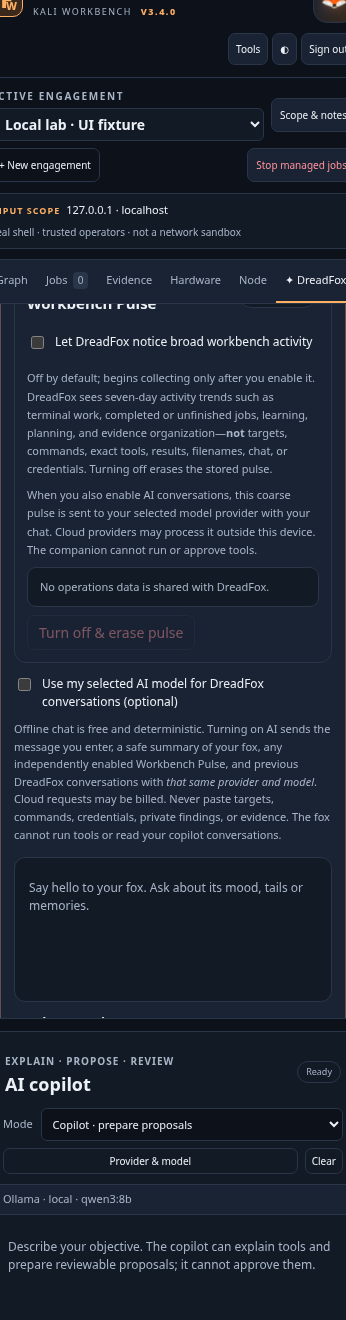 W
KALI WORKBENCH V3.4.0
Tools
Sign out
CTIVE ENGAGEMENT
Local lab · UI fixture
Scope & notes
+ New engagement
Stop managed jobs
NPUT SCOPE 127.0.0.1 · localhost
eal shell · trusted operators · not a network sandbox
Graph Jobs 0 Evidence Hardware Node ✦ DreadFox
Workbench Pulse
Let DreadFox notice broad workbench activity
Off by default; begins collecting only after you enable it.
DreadFox sees seven-day activity trends such as
terminal work, completed or unfinished jobs, learning,
planning, and evidence organization—not targets,
commands, exact tools, results, filenames, chat, or
credentials. Turning off erases the stored pulse.
When you also enable AI conversations, this coarse
pulse is sent to your selected model provider with your
chat. Cloud providers may process it outside this device.
The companion cannot run or approve tools.
No operations data is shared with DreadFox.
Turn off & erase pulse
Use my selected AI model for DreadFox
conversations (optional)
Offline chat is free and deterministic. Turning on AI sends the
message you enter, a safe summary of your fox, any
independently enabled Workbench Pulse, and previous
DreadFox conversations with that same provider and model.
Cloud requests may be billed. Never paste targets,
commands, credentials, private findings, or evidence. The fox
cannot run tools or read your copilot conversations.
Say hello to your fox. Ask about its mood, tails or
memories.
EXPLAIN · PROPOSE · REVIEW
AI copilot
Ready
Mode Copilot · prepare proposals
Provider & model
Clear
Ollama · local · qwen3:8b
Describe your objective. The copilot can explain tools and
prepare reviewable proposals; it cannot approve them.